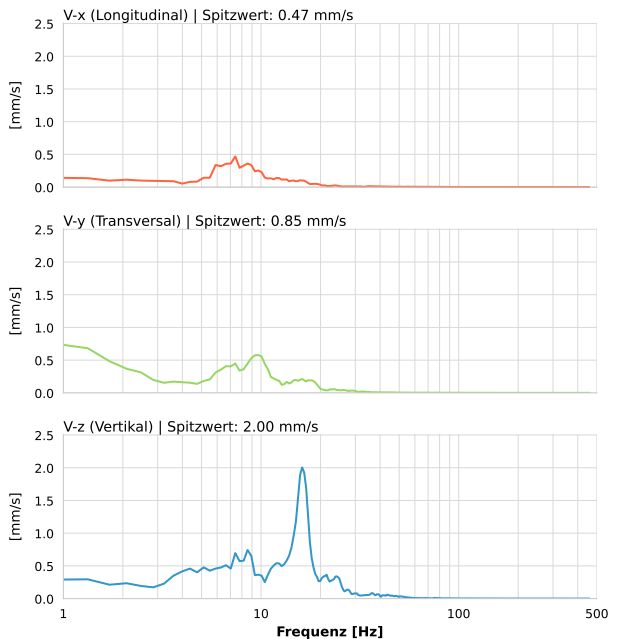 V-x (Longitudinal) | Spitzwert: 0.47 mm/s
2.5
2.0
1.5
1.0
0.5
0.0
[mm/s]
V-y (Transversal) | Spitzwert: 0.85 mm/s
2.5
2.0
1.5
1.0
0.5
0.0
[mm/s]
V-z (Vertikal) | Spitzwert: 2.00 mm/s
2.5
2.0
1.5
1.0
0.5
0.0
[mm/s]
1 10 100 500
Frequenz [Hz]